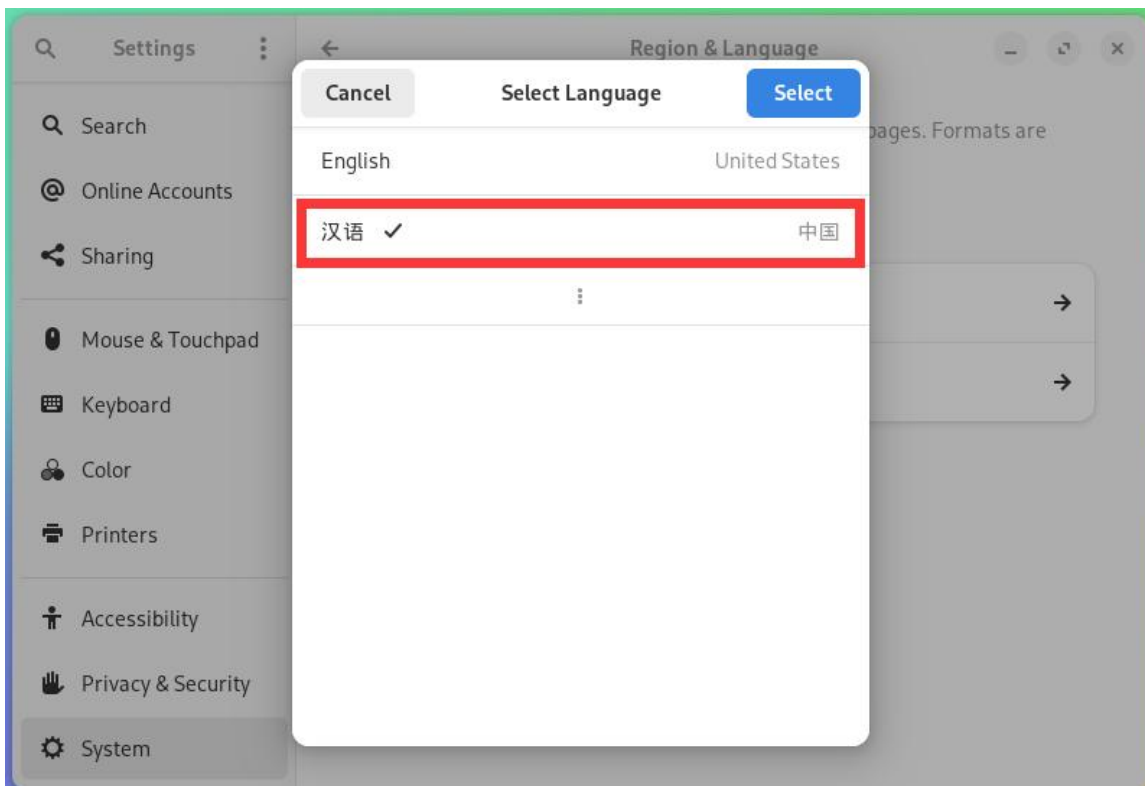 Settings
Region & Language
Cancel
Select Language
Select
Search
pages. Formats are
English
United States
Online Accounts
汉语
中国
Sharing
Mouse & Touchpad
Keyboard
Color
Printers
Accessibility
Privacy & Security
System